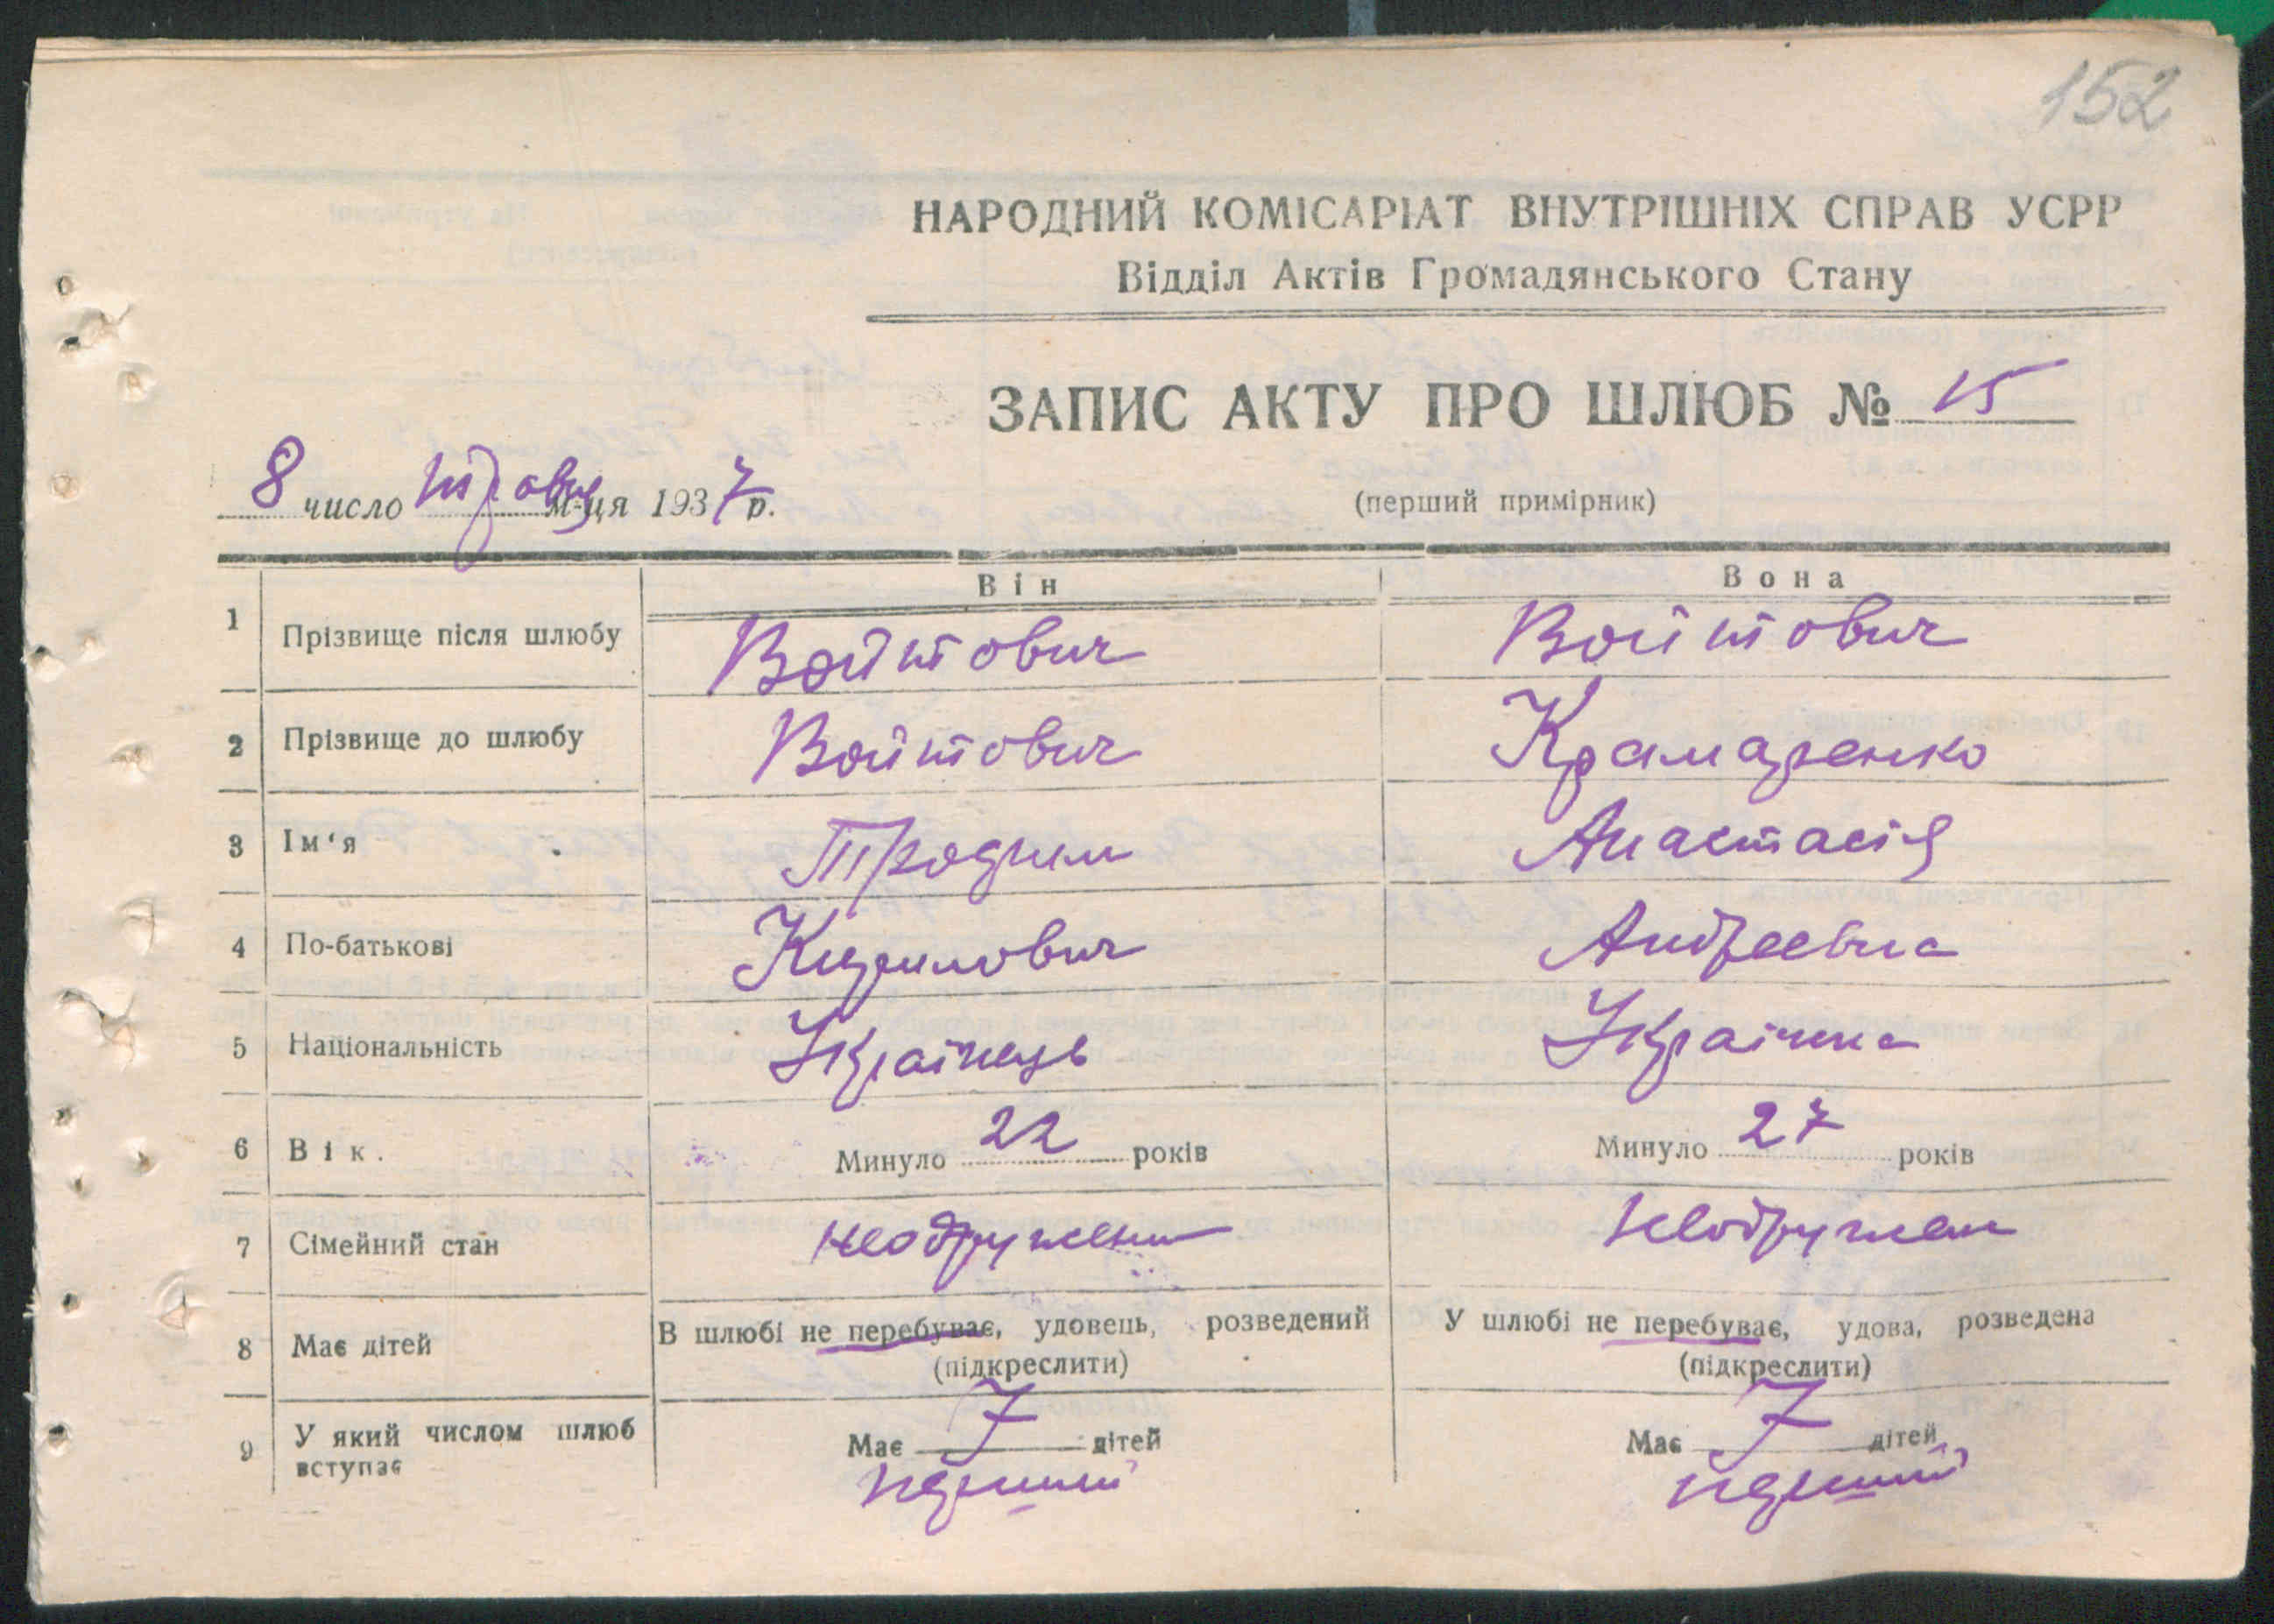 152
НАРОДНИЙ КОМІСАРІАТ ВНУТРІШНІХ СПРАВ УСРР
Відділ Актів Громадянського Стану
ЗАПИС АКТУ ПРО ШЛЮБ № 15
(перший примірник)
8 число травня м-ця 1937 р.
Він Вона
1 Прізвище після шлюбу Войтович Войтович
2 Прізвище до шлюбу Войтович Крамаренко
3 Ім‘я Анастасія
4 По-батькові Кирилович Андреевна
5 Національність Українець Українка
6 Вік. Минуло 22 років Минуло 27 років
7 Сімейний стан неодружен неодружен
8 Має дітей В шлюбі не перебуває, удовець, розведений У шлюбі не перебуває, удова, розведена
(підкреслити) (підкреслити)
9 У який числом шлюб вступає Має дітей Має дітей
перший перший